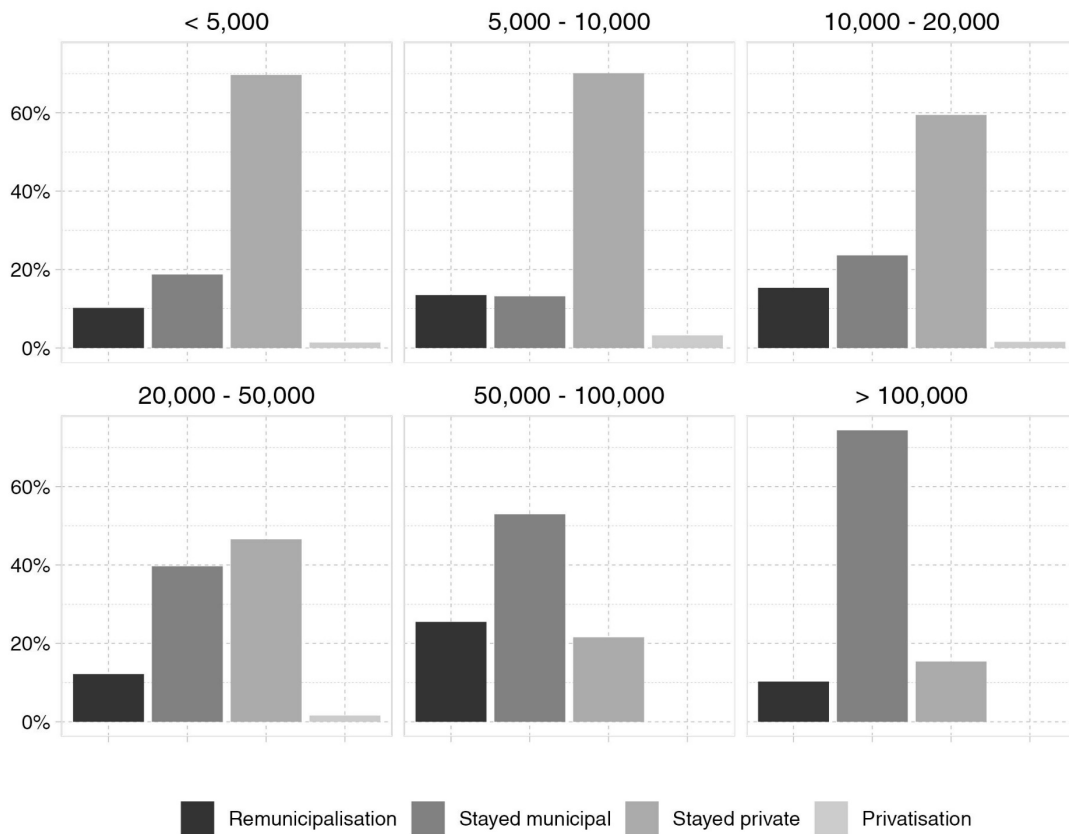 < 5,000
5,000 - 10,000
10,000 - 20,000
60%
40%
20%
0%
20,000 - 50,000
50,000 - 100,000
> 100,000
60%
40%
20%
0%
Remunicipalisation
Stayed municipal
Stayed private
Privatisation